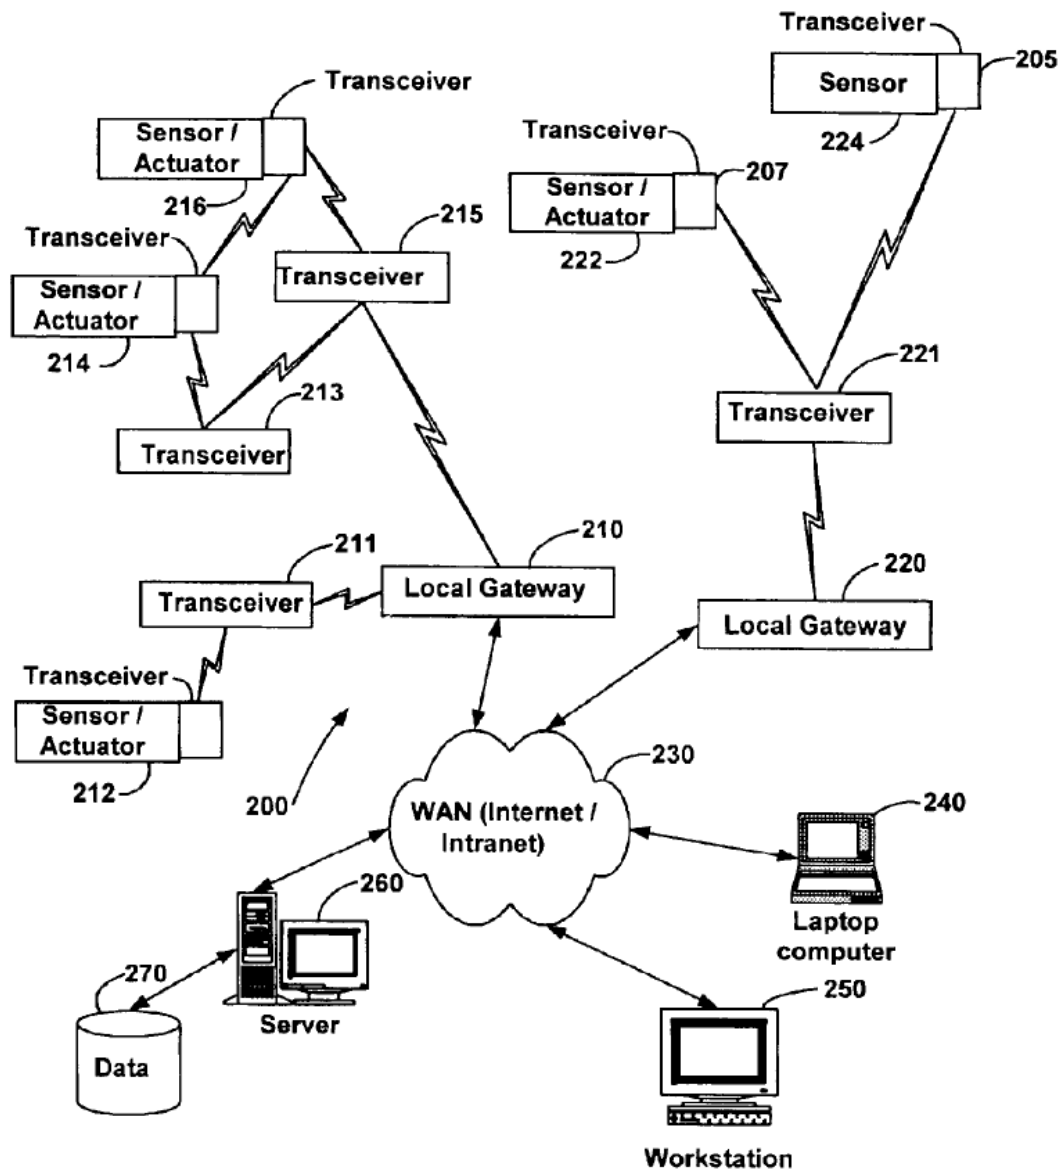 Transceiver
205
Sensor
224
Transceiver
Sensor /
Actuator
216
Transceiver
207
Sensor /
Actuator
222
215
Transceiver
Transceiver
Sensor /
Actuator
214
213
Transceiver
221
Transceiver
211
Transceiver
210
Local Gateway
220
Local Gateway
Transceiver
Sensor /
Actuator
212
200
230
WAN (Internet /
Intranet)
240
Laptop
computer
260
Server
270
Data
250
Workstation